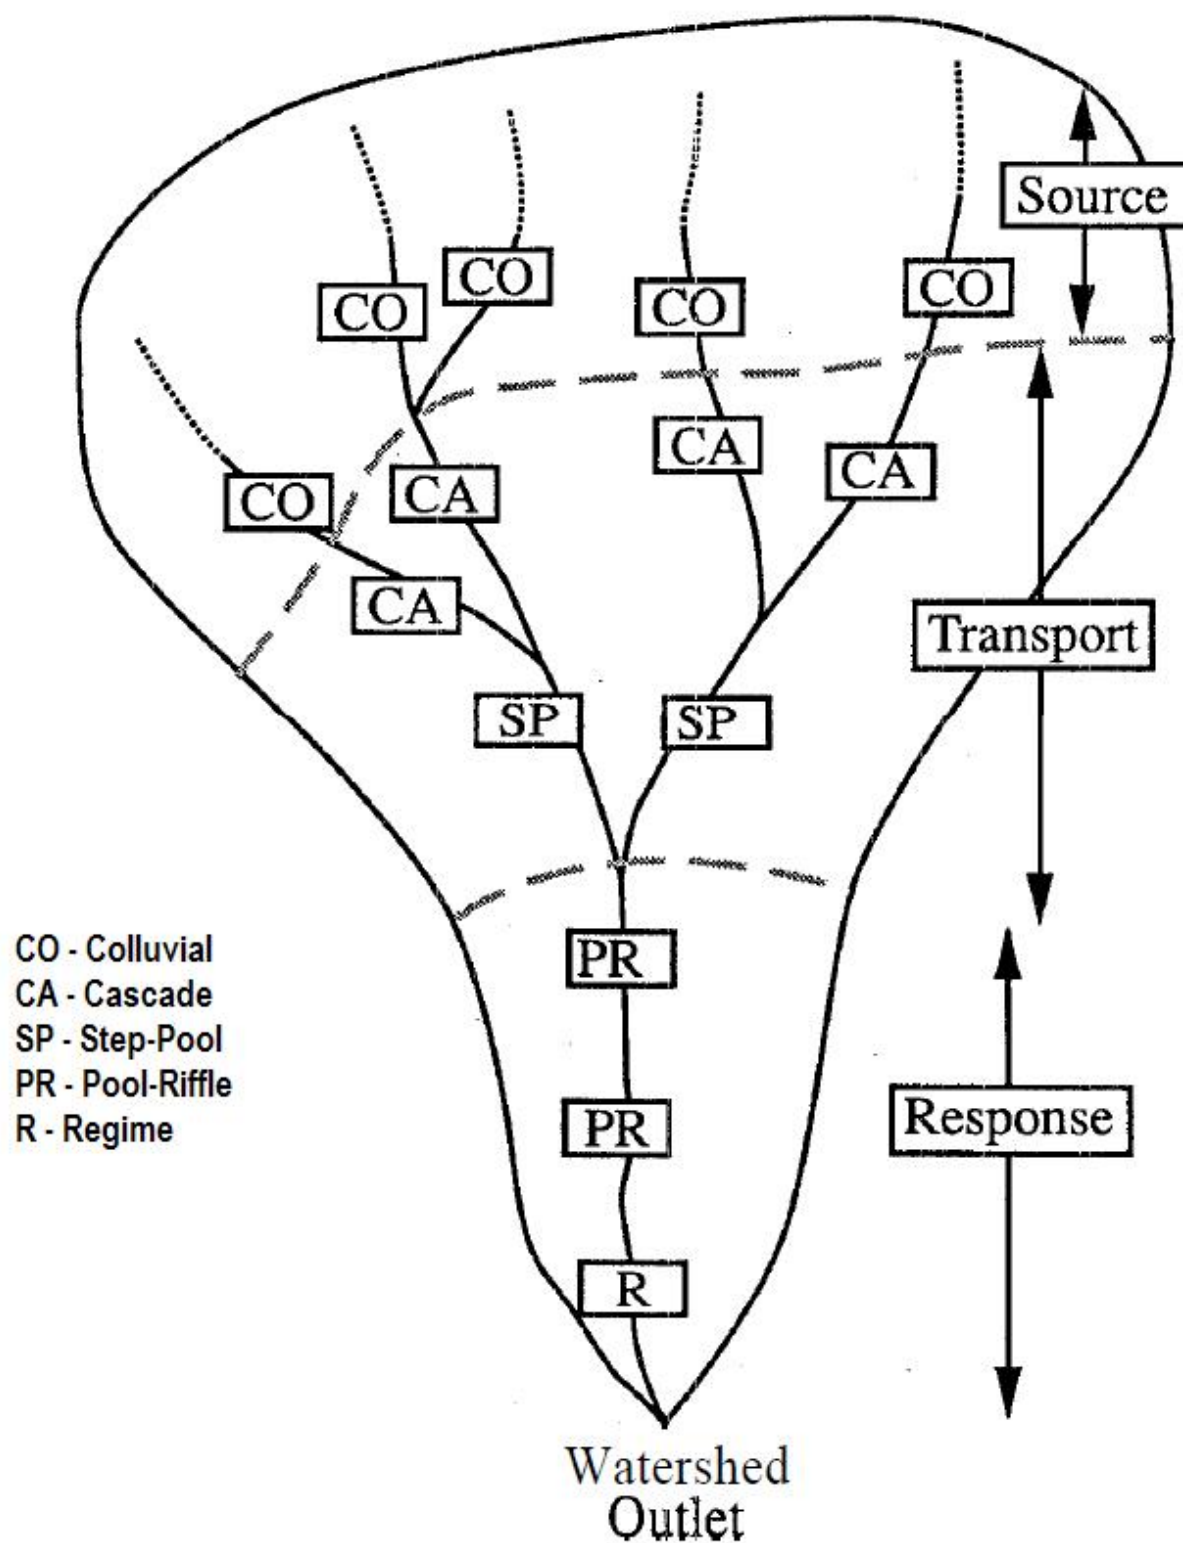 Source
CO
CO
CO
CO
CO
CA
CA
CA
CA
Transport
SP
SP
PR
CO - Colluvial
CA - Cascade
SP - Step-Pool
PR - Pool-Riffle
R - Regime
PR
Response
R
Watershed
Outlet